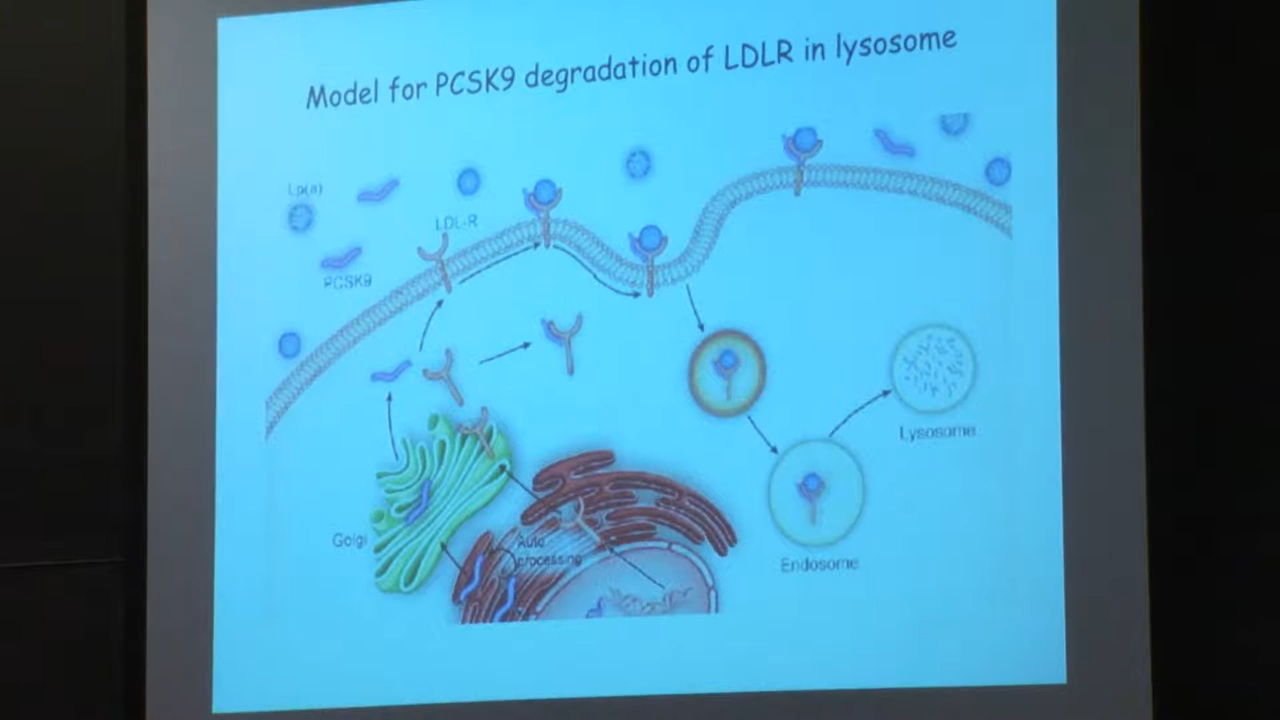 Model for PCSK9 degradation of LDLR in lysosome
Lp(a)
LDL-R
PCSK9
Lysosome
Golgi
Auto
processing
Endosome